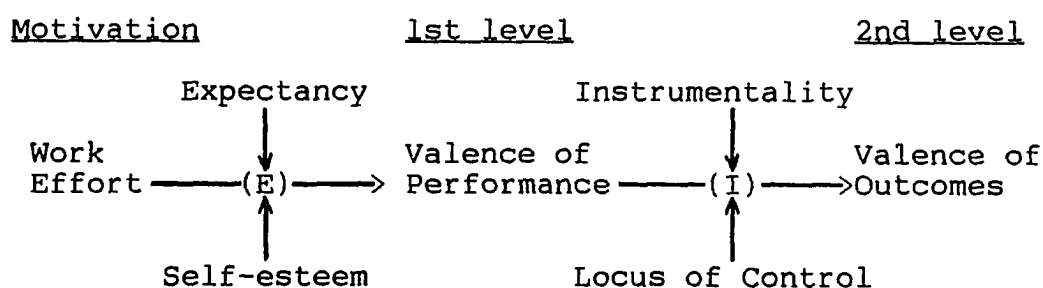 Motivation 1st level 2nd level
Expectancy Instrumentality
Work Valence of Valence of
Effort (E) Performance (I) Outcomes
Self-esteem Locus of Control